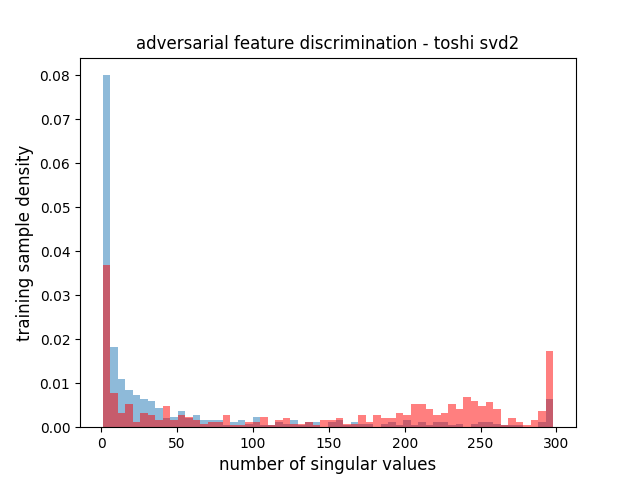 adversarial feature discrimination - toshi svd2
0.08
0.07
0.06
0.05
0.04
0.03
0.02
0.01
0.00
training sample density
0 50 100 150 200 250 300
number of singular values